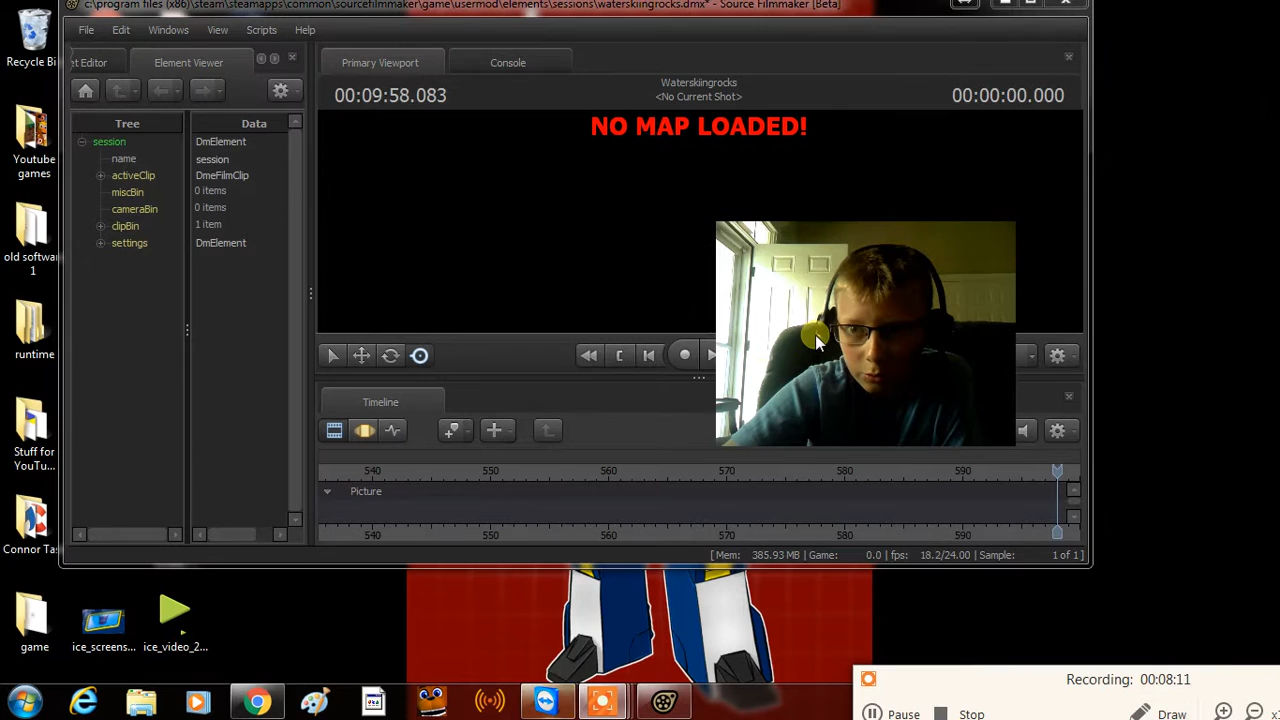 c:\program files (x86)\steam\steamapps\common\sourcefilmmaker\game\usermod\elements\sessions\waterskiingrocks.dmx* - Source Filmmaker [Beta]
File Edit Windows View Scripts Help
et Editor Element Viewer Primary Viewport Console
Waterskiingrocks
00:09:58.083 <No Current Shot> 00:00:00.000
Tree Data
NO MAP LOADED!
session DmElement
name session
activeClip DmeFilmClip
miscBin 0 items
cameraBin 0 items
clipBin 1 item
settings DmElement
Timeline
540 550 560 570 580 590
Picture
540 550 560 570 580 590
[ Mem: 385.93 MB | Game: 0.0 | fps: 18.2/24.00 | Sample: 1 of 1 ]
Recycle Bi
Youtube
games
old softwar
1
runtime
Stuff for
YouTu...
Connor Tas
game
ice_screens...
ice_video_2...
Recording: 00:08:11
Pause Stop Draw